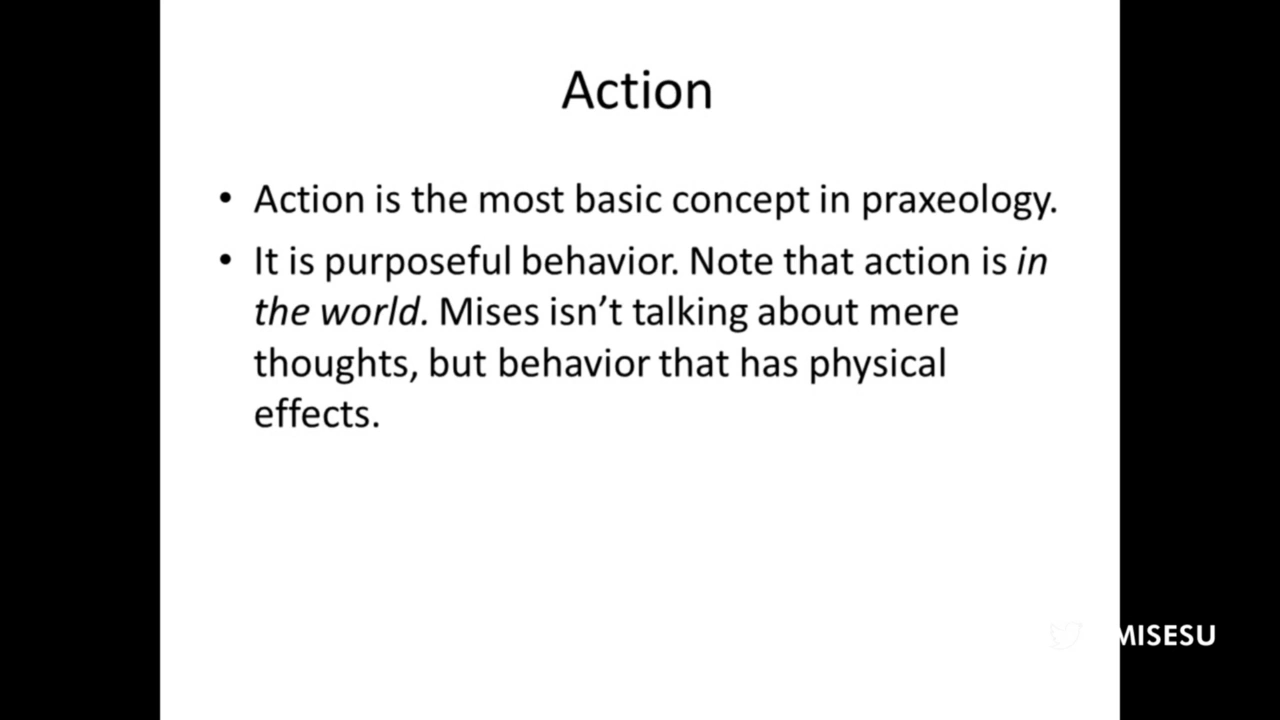 Action
• Action is the most basic concept in praxeology.
• It is purposeful behavior. Note that action is in
the world. Mises isn’t talking about mere
thoughts, but behavior that has physical
effects.
MISESU